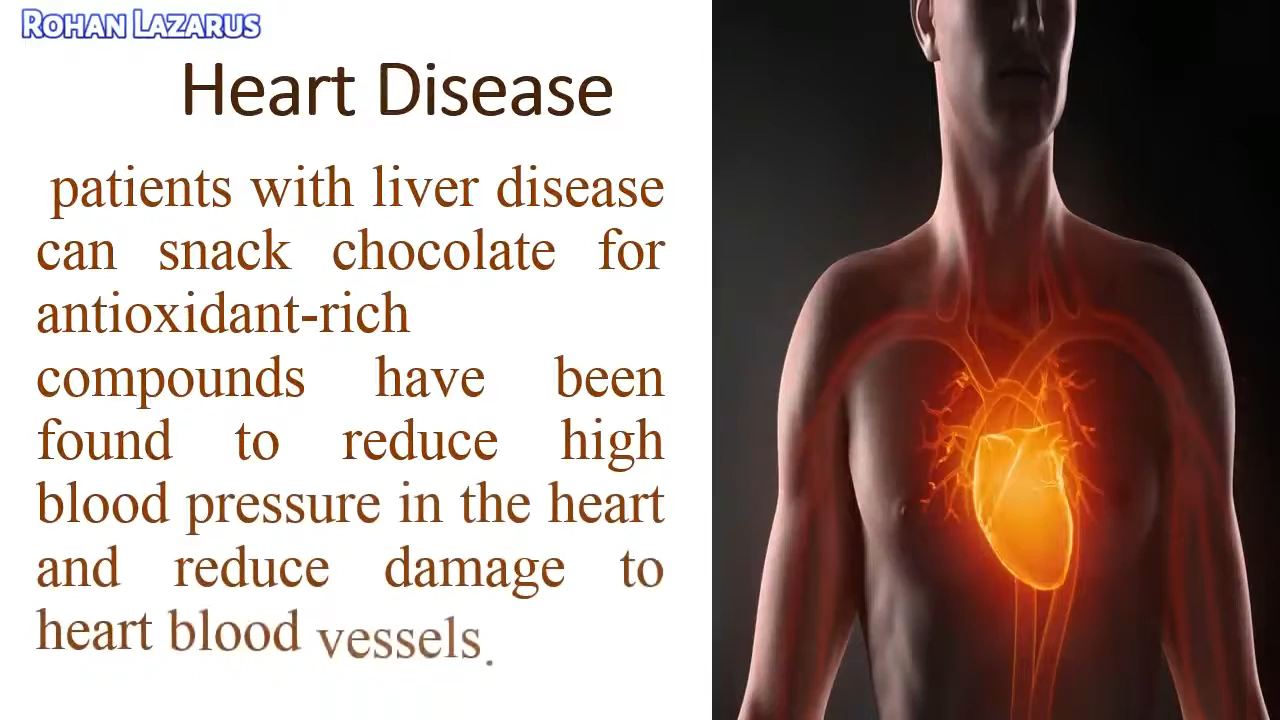 ROHAN LAZARUS
Heart Disease
patients with liver disease
can snack chocolate for
antioxidant-rich
compounds have been
found to reduce high
blood pressure in the heart
and reduce damage to
heart blood vessels.